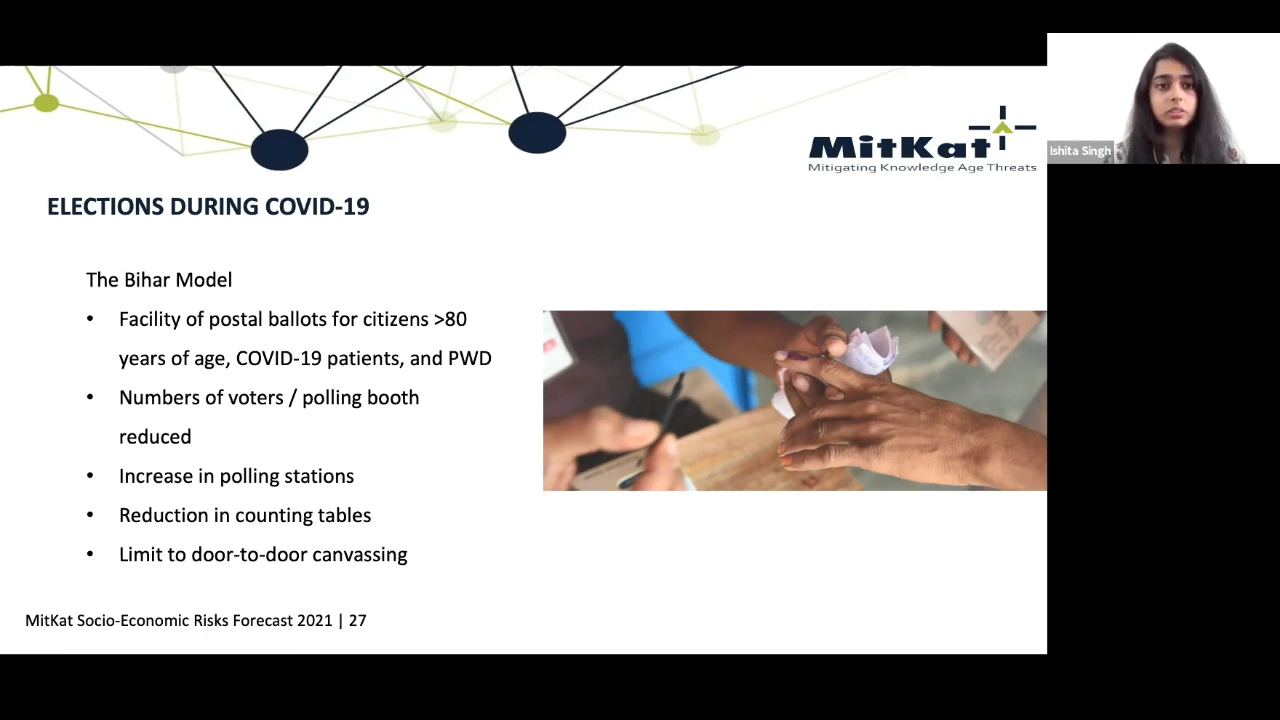 MitKat
Mitigating Knowledge Age Threats
Ishita Singh
ELECTIONS DURING COVID-19
The Bihar Model
• Facility of postal ballots for citizens >80
years of age, COVID-19 patients, and PWD
• Numbers of voters / polling booth
reduced
• Increase in polling stations
• Reduction in counting tables
• Limit to door-to-door canvassing
MitKat Socio-Economic Risks Forecast 2021 | 27